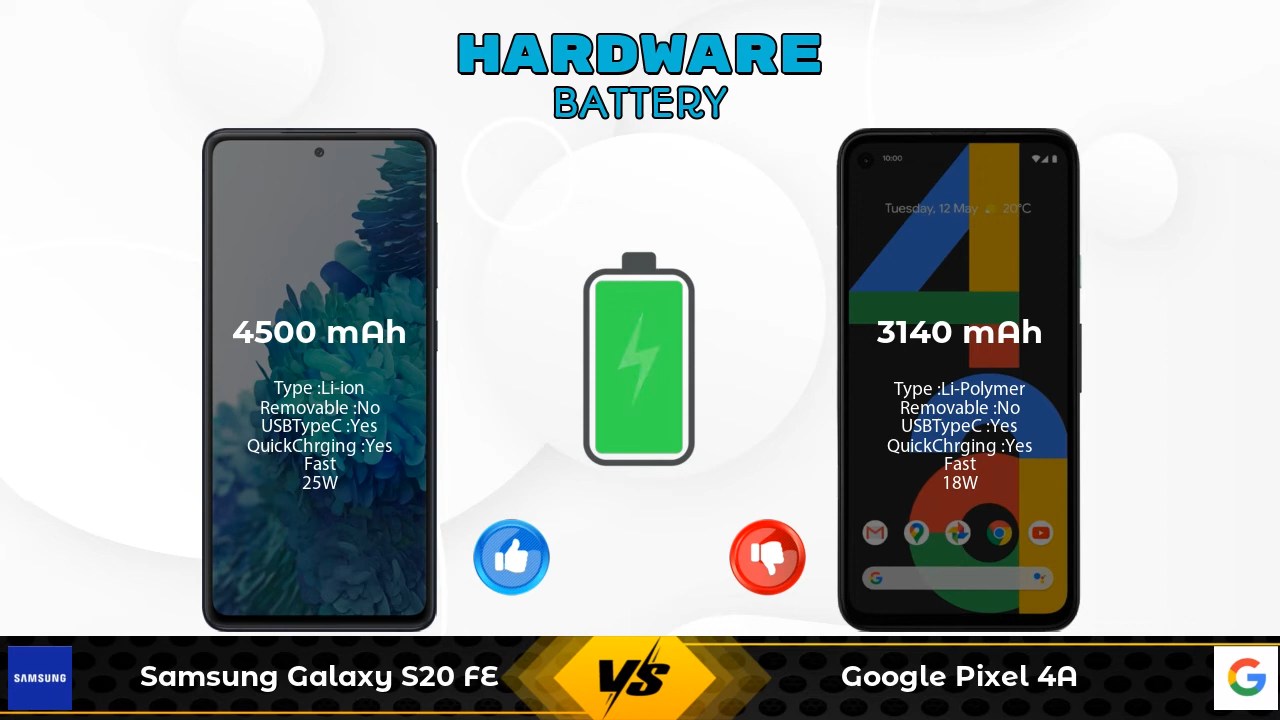 HARDWARE
BATTERY
10:00
Tuesday, 12 May 20°C
4500 mAh
Type :Li-ion
Removable :No
USBTypeC :Yes
QuickChrging :Yes
Fast
25W
3140 mAh
Type :Li-Polymer
Removable :No
USBTypeC :Yes
QuickChrging :Yes
Fast
18W
SAMSUNG
Samsung Galaxy S20 FE
VS
Google Pixel 4A
G